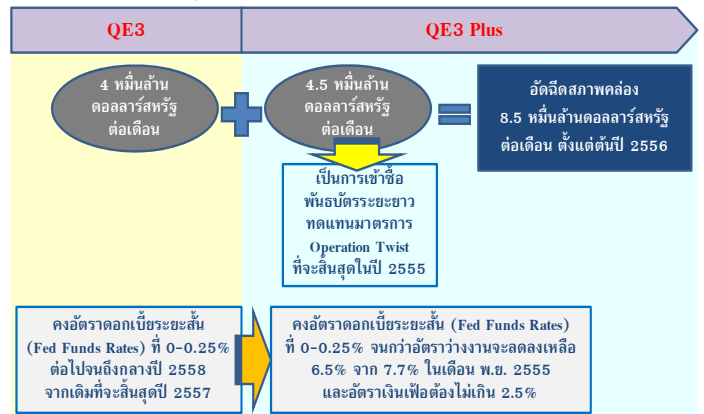 QE3
QE3 Plus
4 หมื่นล้าน
ดอลลาร์สหรัฐ
ต่อเดือน
4.5 หมื่นล้าน
ดอลลาร์สหรัฐ
ต่อเดือน
อัดฉีดสภาพคล่อง
8.5 หมื่นล้านดอลลาร์สหรัฐ
ต่อเดือน ตั้งแต่ต้นปี 2556
เป็นการเข้าซื้อ
พันธบัตรระยะยาว
ทดแทนมาตรการ
Operation Twist
ที่จะสิ้นสุดในปี 2555
คงอัตราดอกเบี้ยระยะสั้น
(Fed Funds Rates) ที่ 0-0.25%
ต่อไปจนถึงกลางปี 2558
จากเดิมที่จะสิ้นสุดปี 2557
คงอัตราดอกเบี้ยระยะสั้น (Fed Funds Rates)
ที่ 0-0.25% จนกว่าอัตราว่างงานจะลดลงเหลือ
6.5% จาก 7.7% ในเดือน พ.ย. 2555
และอัตราเงินเฟ้อต้องไม่เกิน 2.5%